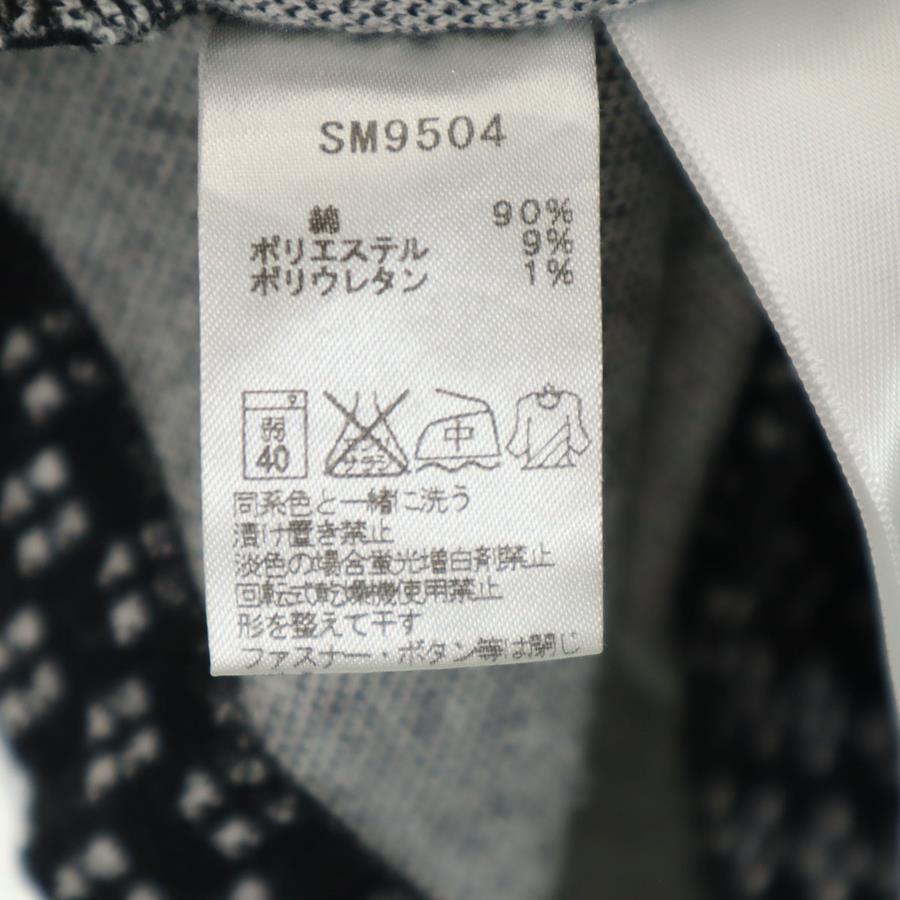 SM9504
綿 90%
ポリエステル 9%
ポリウレタン 1%
弱 40 中
同系色と一緒に洗う
漬け置き禁止
淡色の場合蛍光増白剤禁止
回転式乾燥機使用禁止
形を整えて干す
ファスナー・ボタン等は閉じ